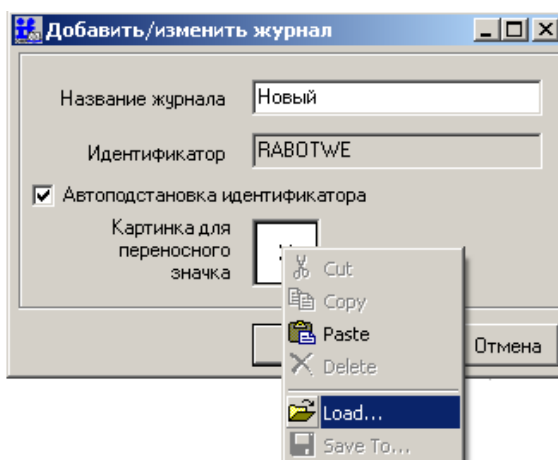 Добавить/изменить журнал
Название журнала
Новый
Идентификатор
RABOTWE
Автоподстановка идентификатора
Картинка для
переносного
значка
Cut
Copy
Paste
Delete
Отмена
Load...
Save To...